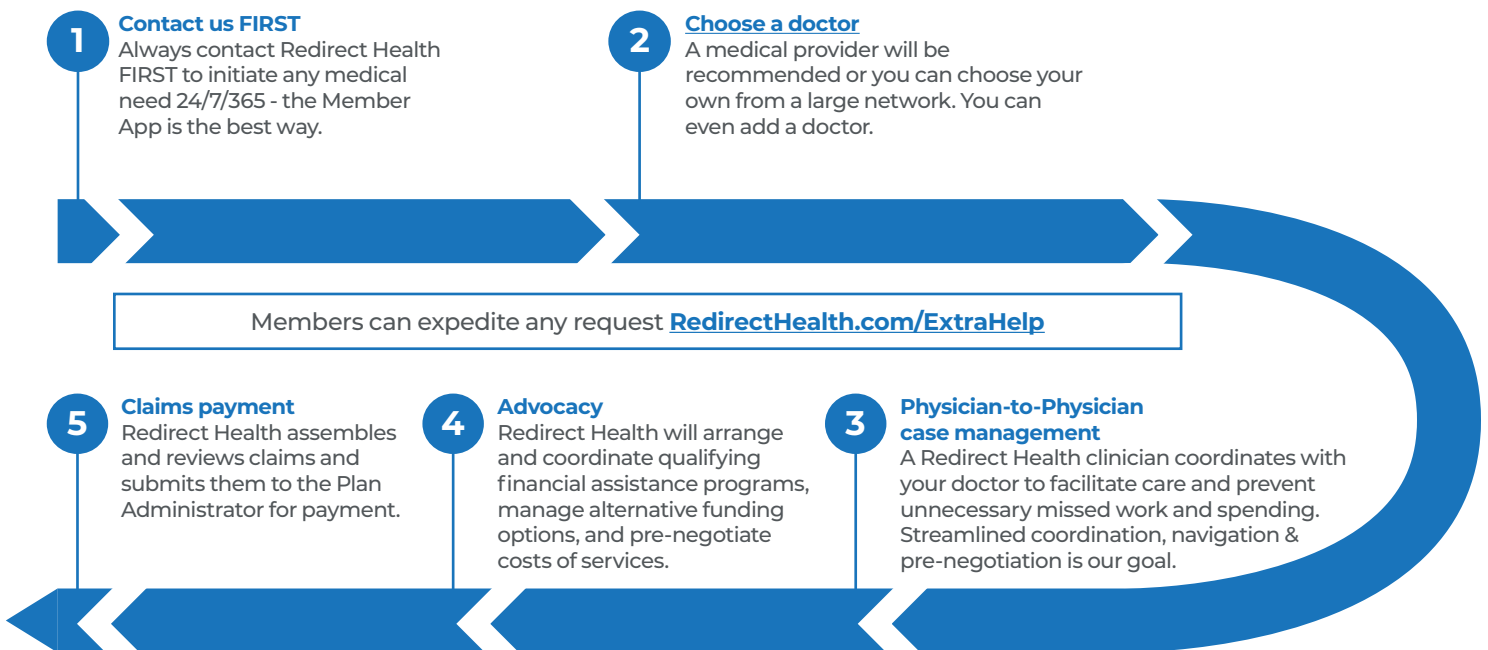 1
Contact us FIRST
Always contact Redirect Health
FIRST to initiate any medical
need 24/7/365 - the Member
App is the best way.
2
Choose a doctor
A medical provider will be
recommended or you can choose your
own from a large network. You can
even add a doctor.
Members can expedite any request RedirectHealth.com/ExtraHelp
3
Physician-to-Physician
case management
A Redirect Health clinician coordinates with
your doctor to facilitate care and prevent
unnecessary missed work and spending.
Streamlined coordination, navigation &
pre-negotiation is our goal.
4
Advocacy
Redirect Health will arrange
and coordinate qualifying
financial assistance programs,
manage alternative funding
options, and pre-negotiate
costs of services.
5
Claims payment
Redirect Health assembles
and reviews claims and
submits them to the Plan
Administrator for payment.